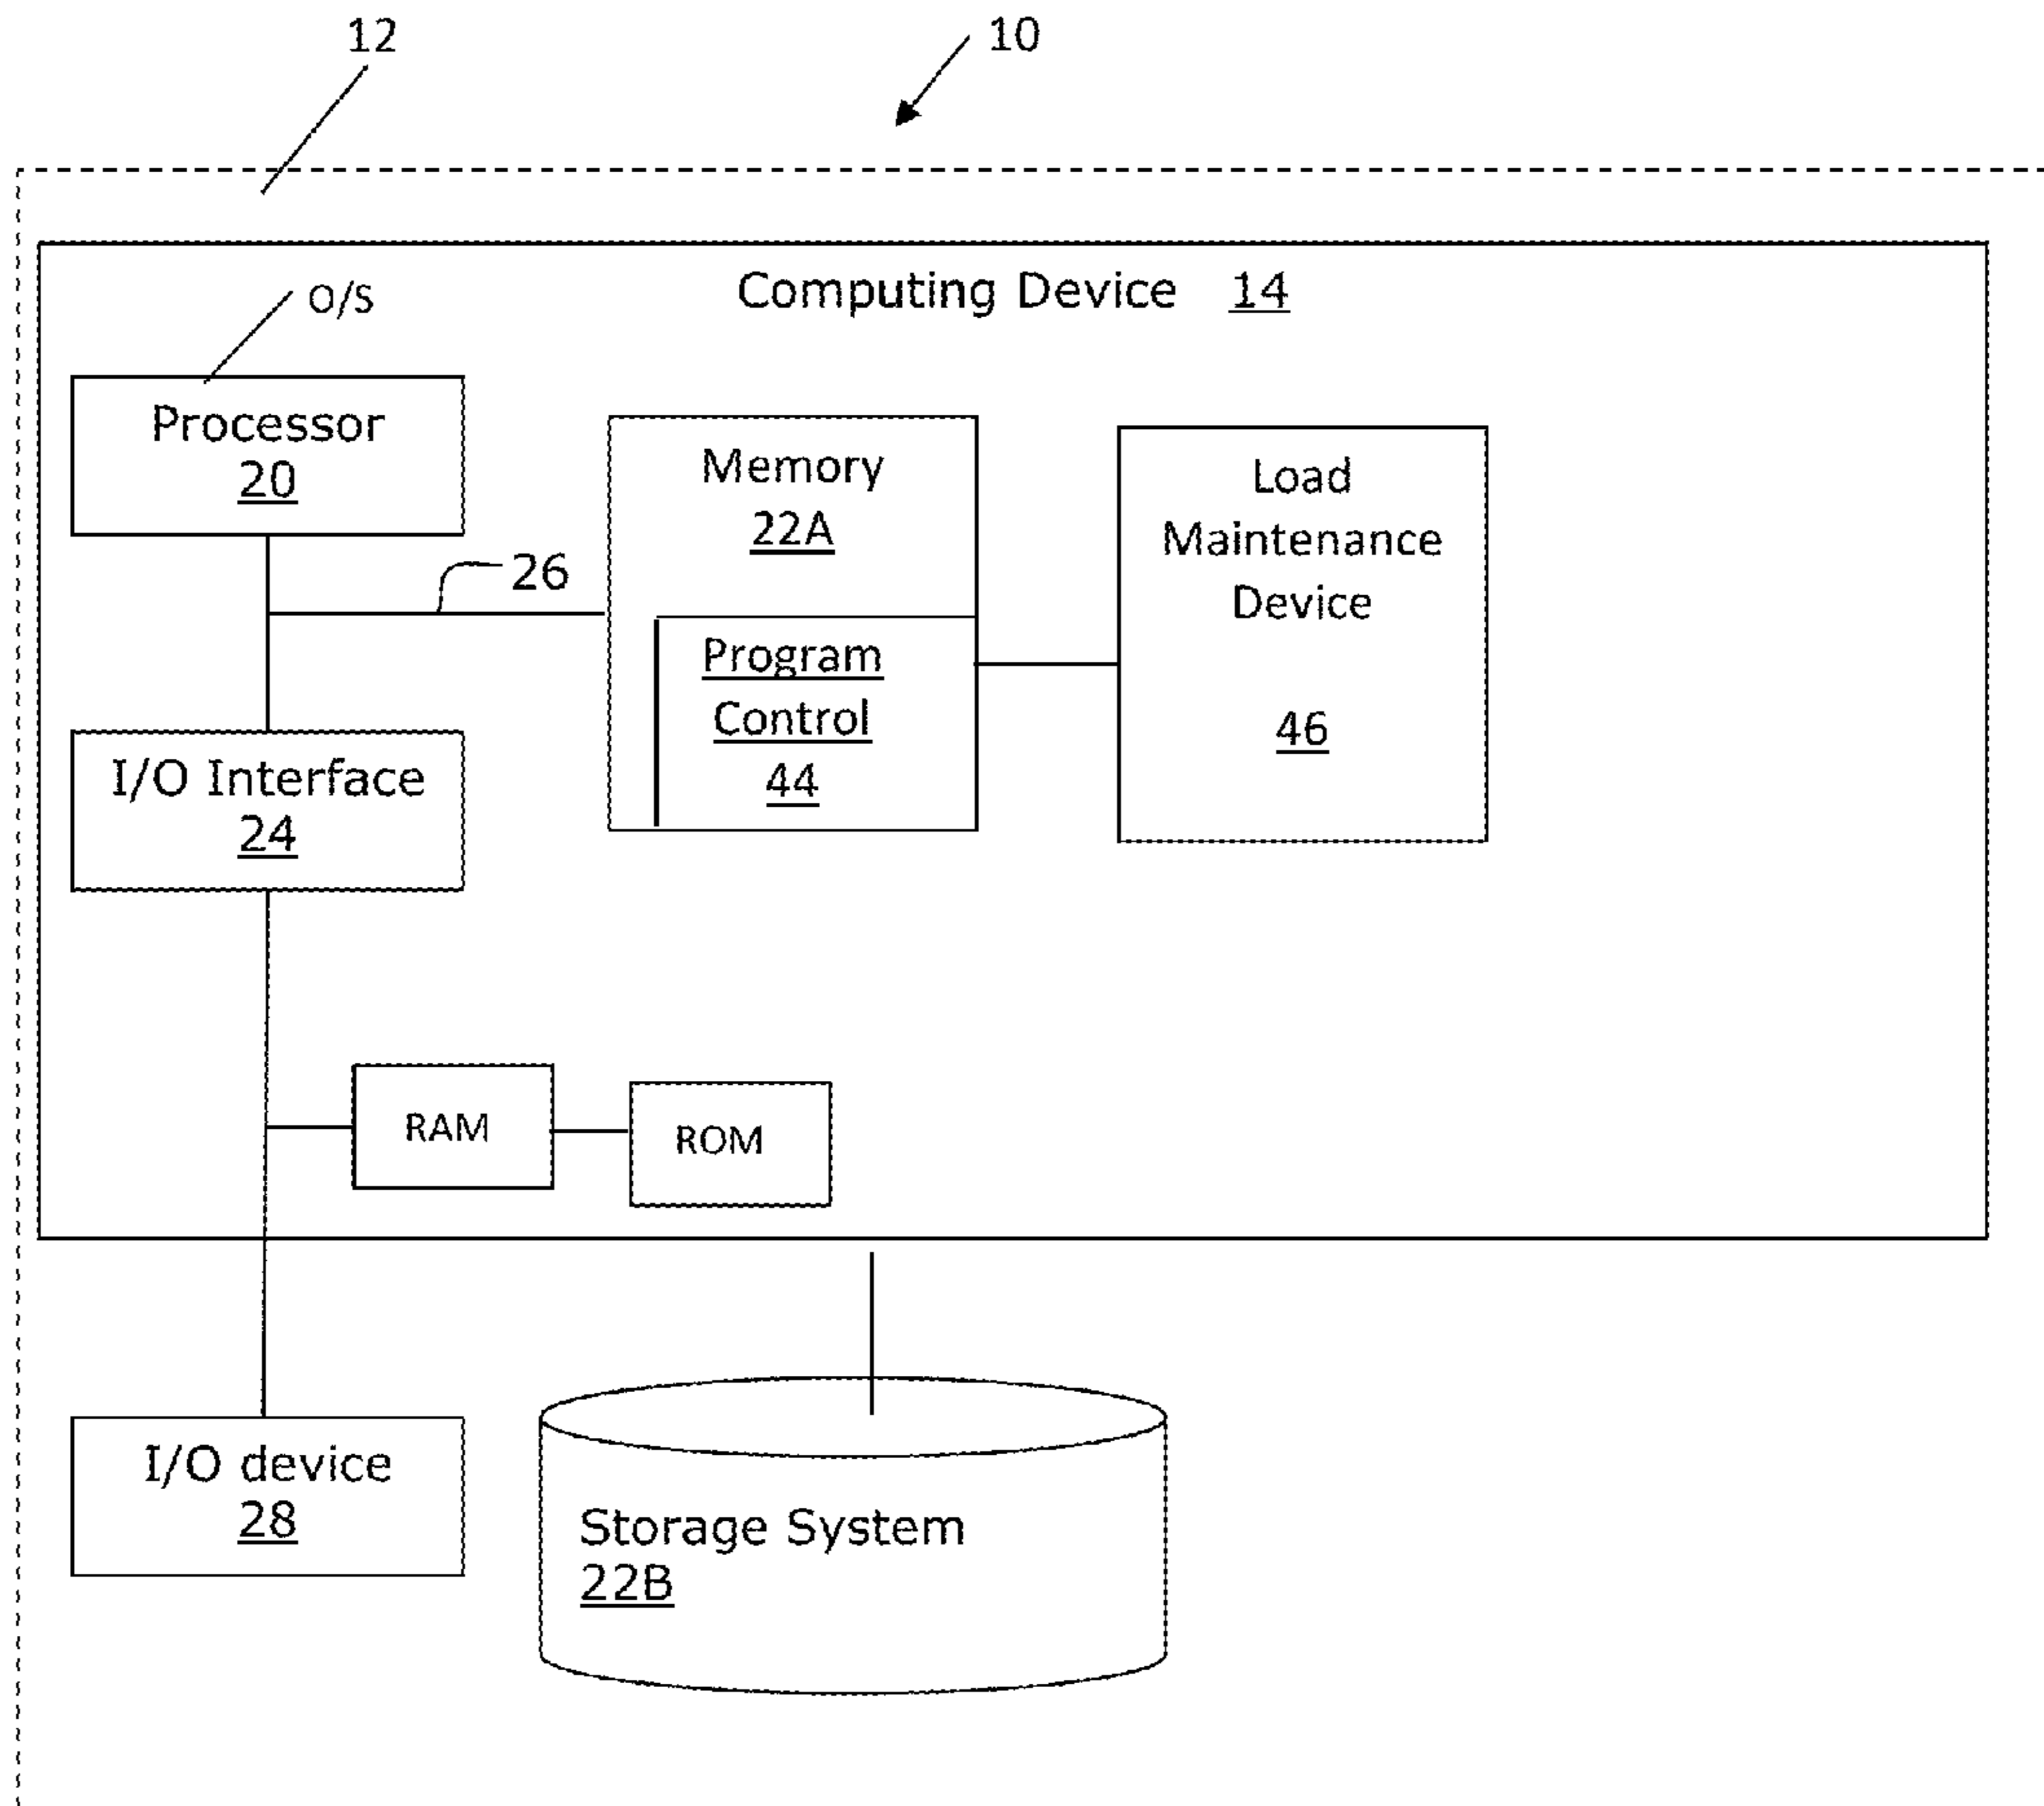 12
10
Computing Device 14
O/S
Processor
20
26
Memory
22A
Program
Control
44
Load
Maintenance
Device
46
I/O Interface
24
RAM
ROM
I/O device
28
Storage System
22B